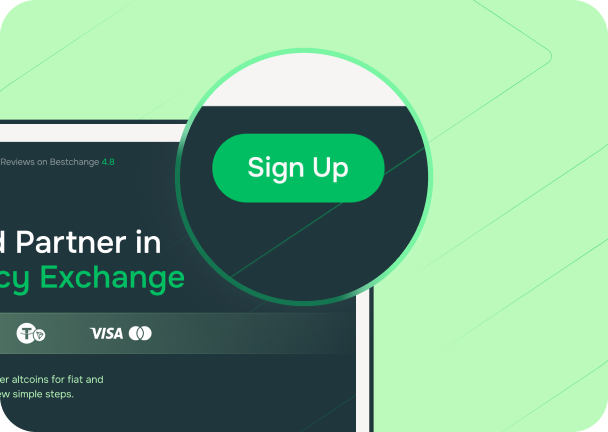 Reviews on Bestchange 4.8
Sign Up
Partner in
cy Exchange
VISA
er altcoins for fiat and
ew simple steps.